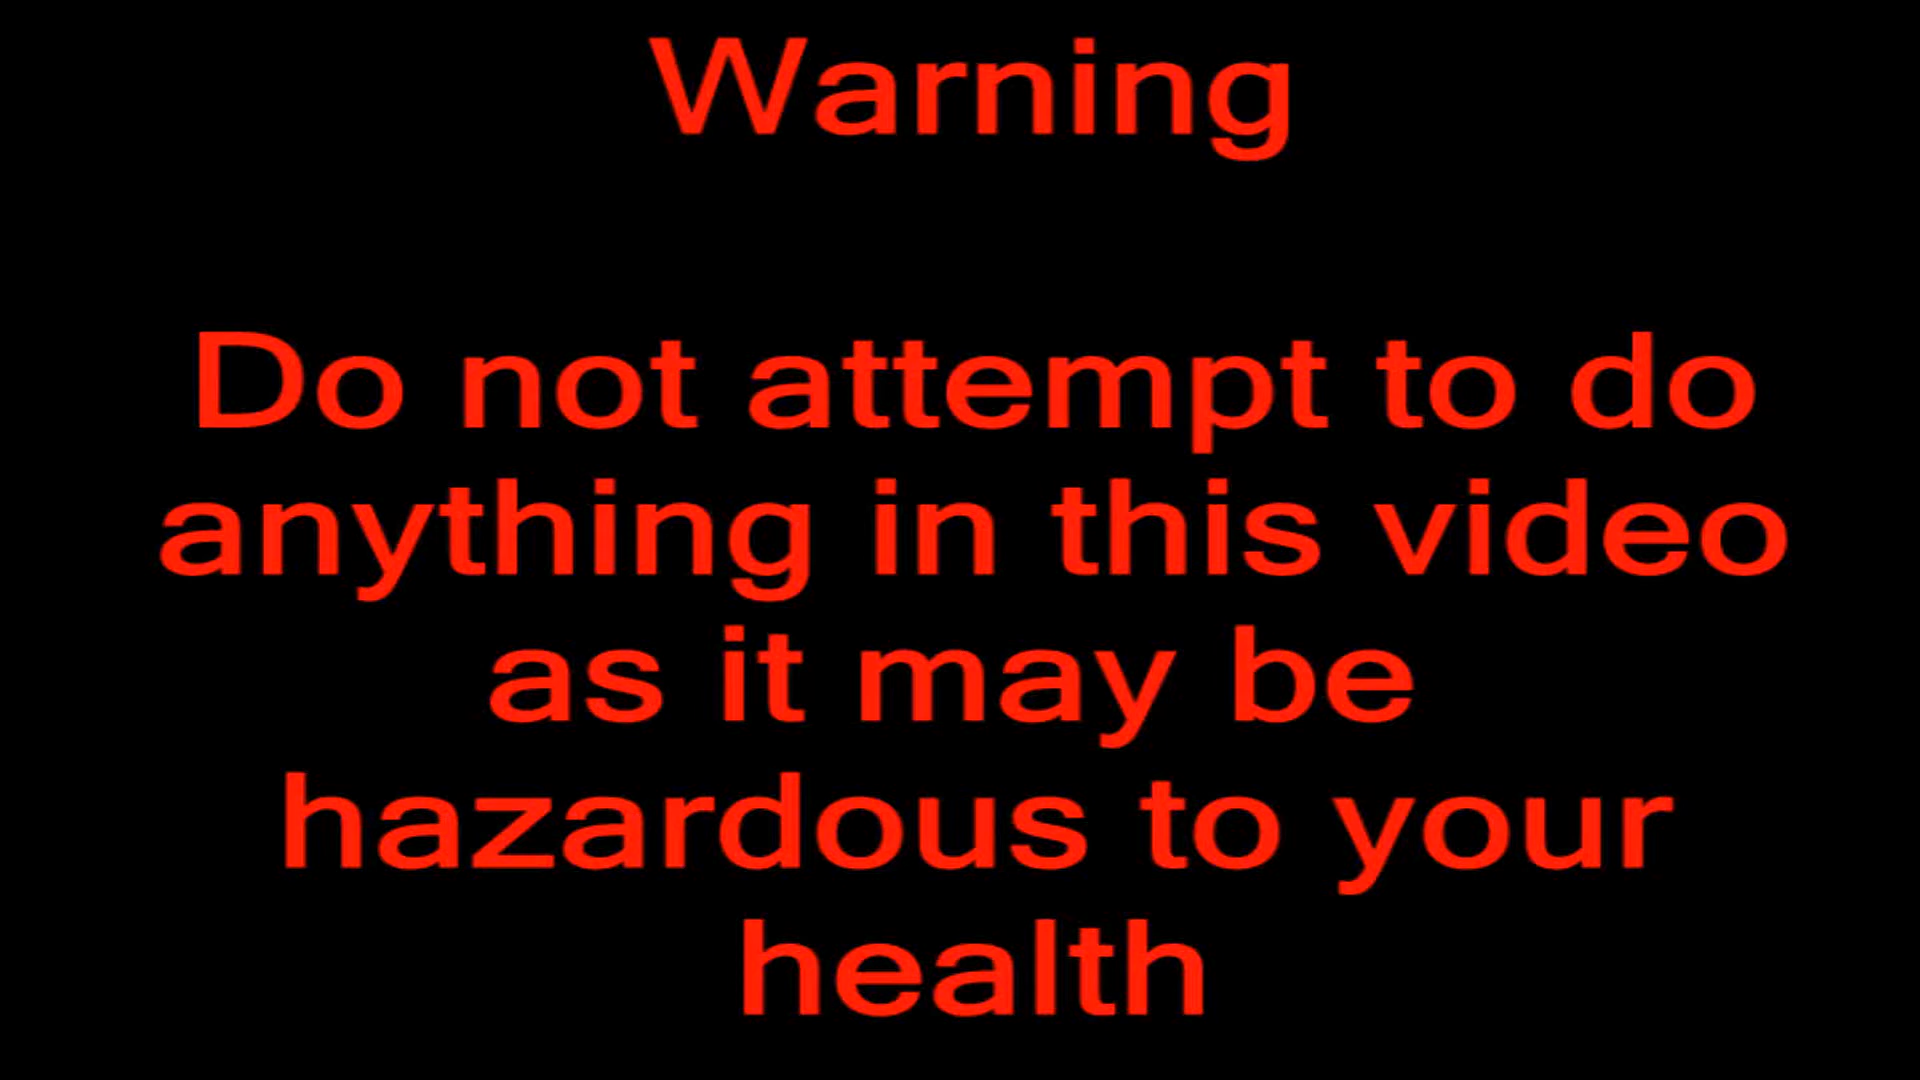 Warning
Do not attempt to do
anything in this video
as it may be
hazardous to your
health